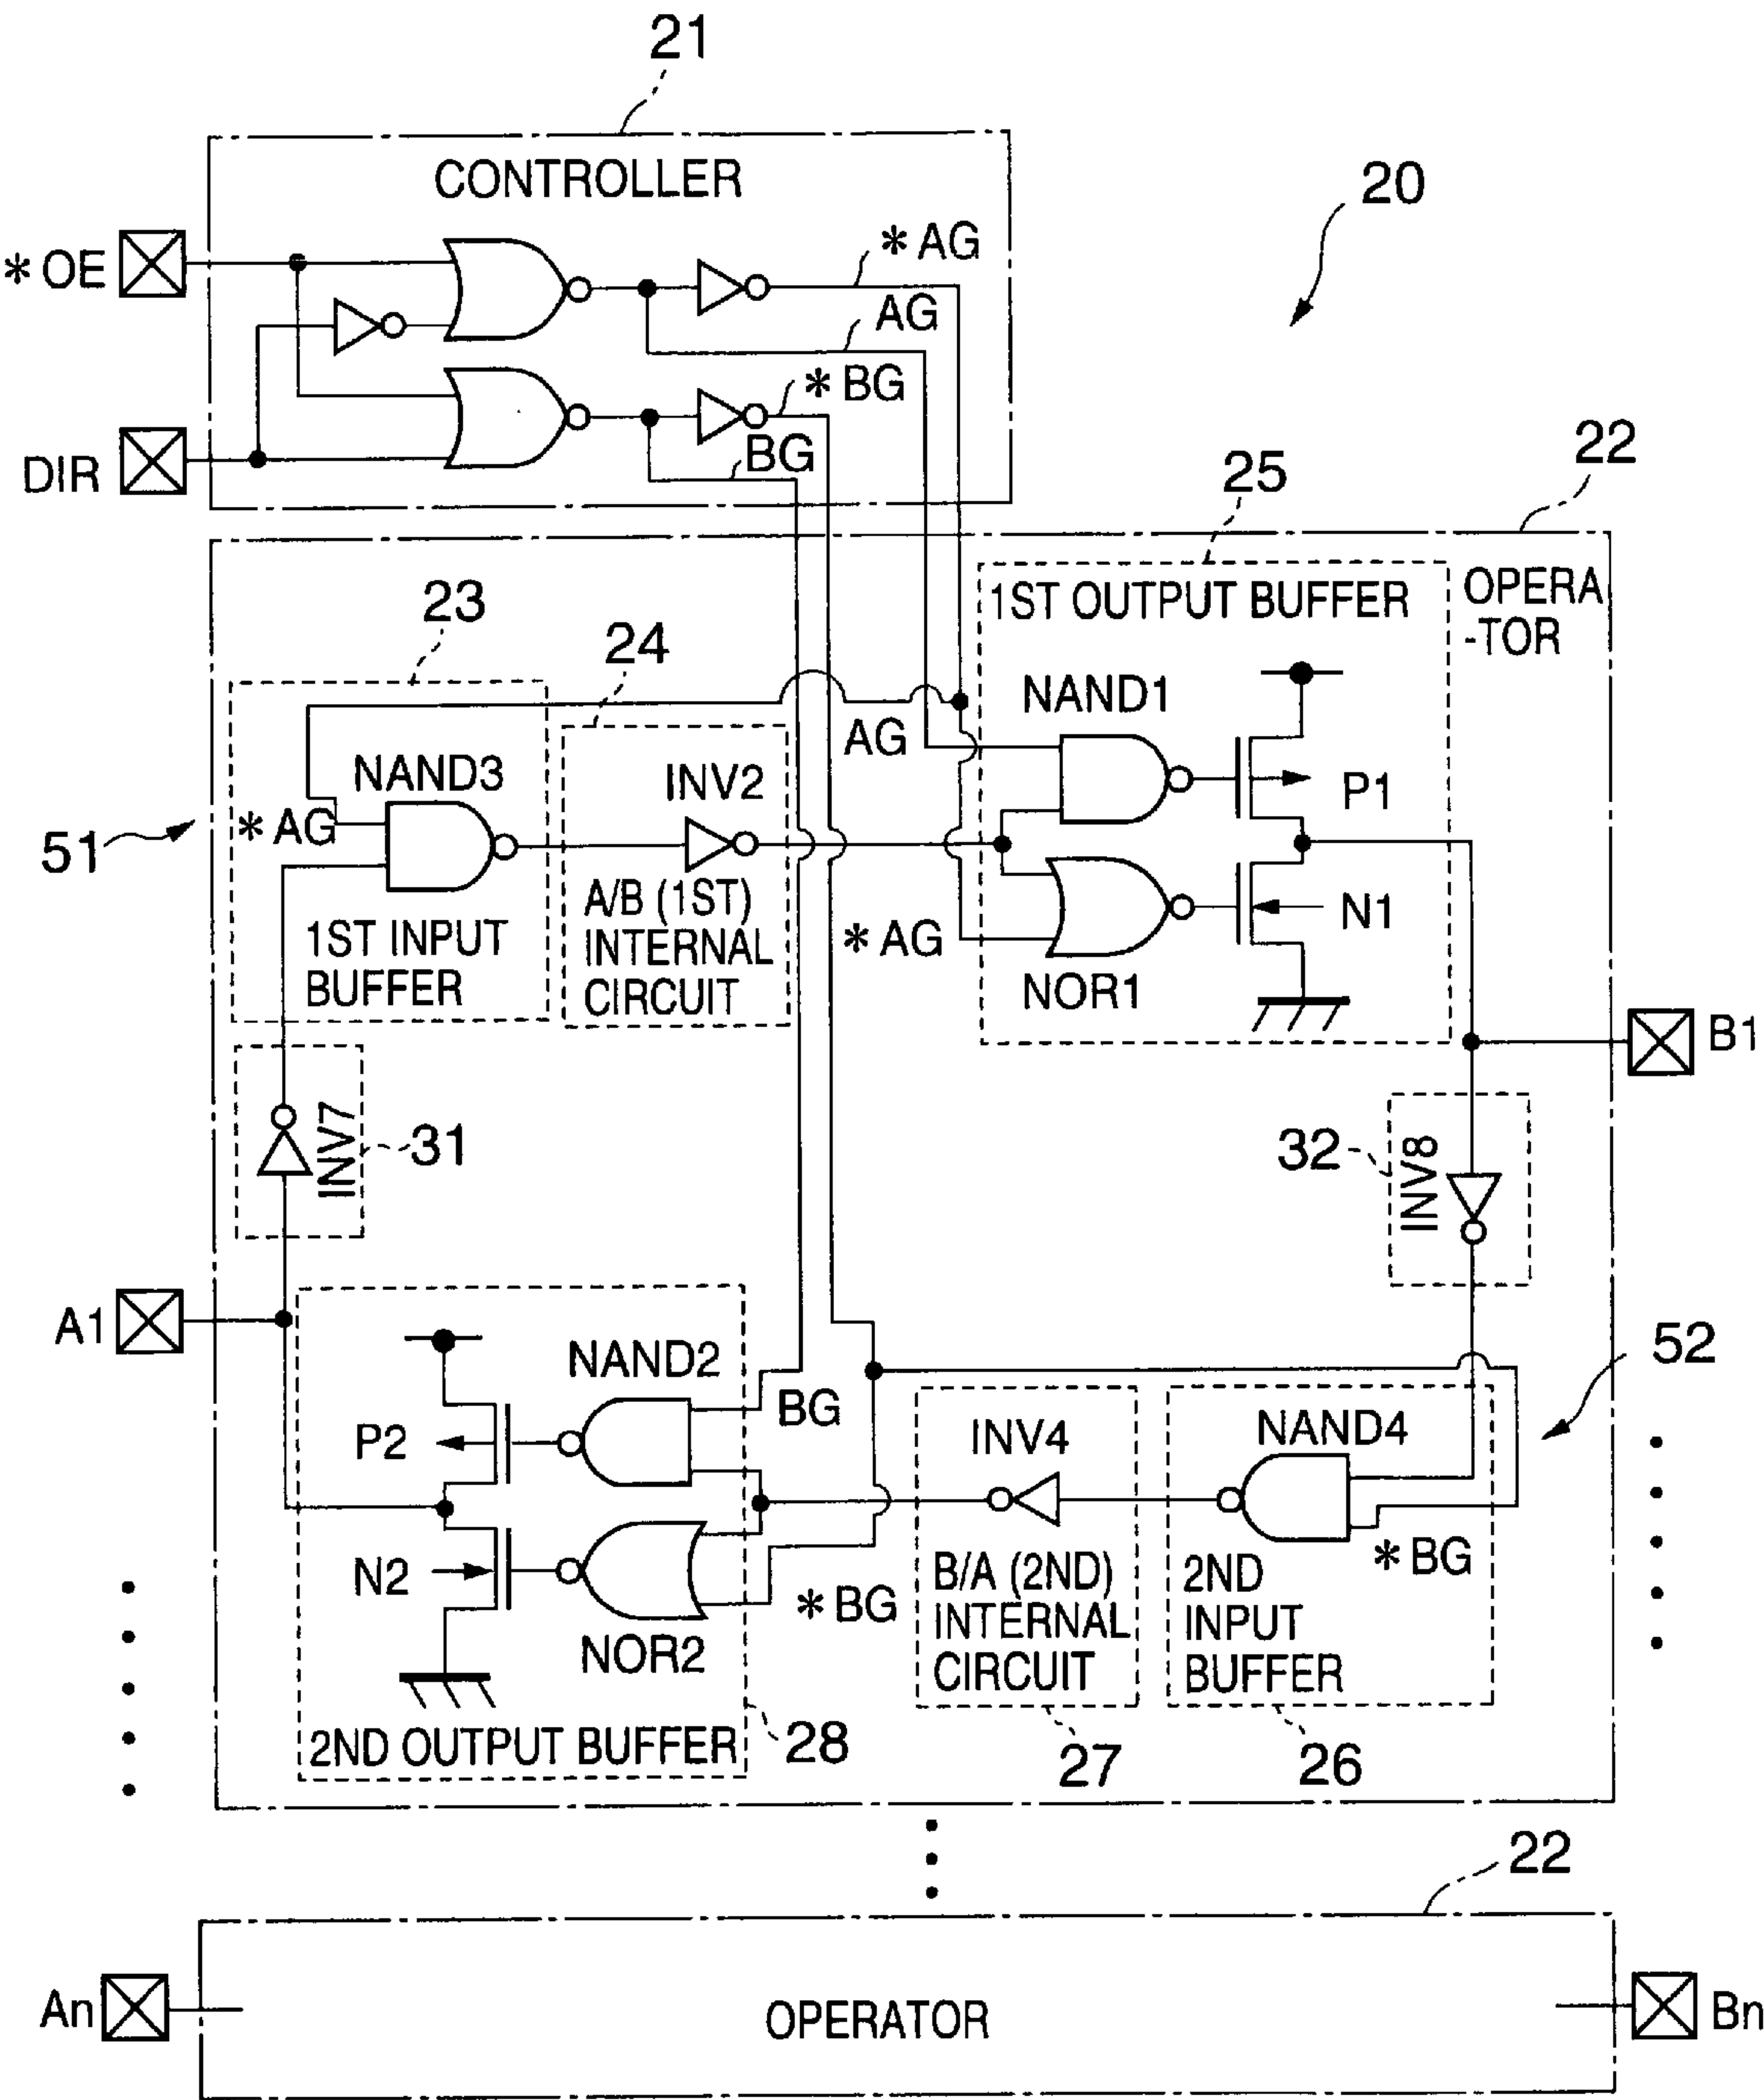 21
CONTROLLER
20
* OE
* AG
AG
* BG
DIR
BG
22
25
1ST OUTPUT BUFFER
OPERA
-TOR
23
24
NAND1
AG
NAND3
INV2
P1
* AG
51
A/B (1ST)
INTERNAL
CIRCUIT
N1
1ST INPUT
BUFFER
* AG
NOR1
B1
INV7
31
32
INV8
A1
NAND2
52
BG
P2
INV4
NAND4
N2
B/A (2ND)
INTERNAL
CIRCUIT
* BG
2ND
INPUT
BUFFER
* BG
NOR2
2ND OUTPUT BUFFER
28
27
26
22
An
OPERATOR
Bn